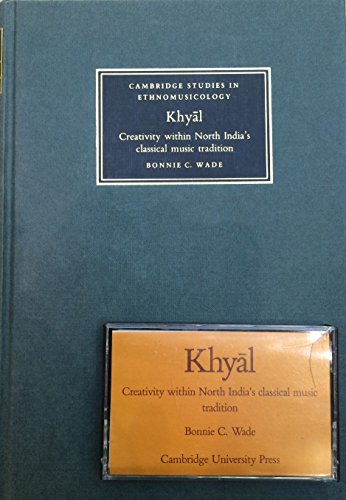 CAMBRIDGE STUDIES IN
ETHNOMUSICOLOGY
Khyāl
Creativity within North India's
classical music tradition
BONNIE C. WADE
Khyāl
Creativity within North India's classical music
tradition
Bonnie C. Wade
Cambridge University Press